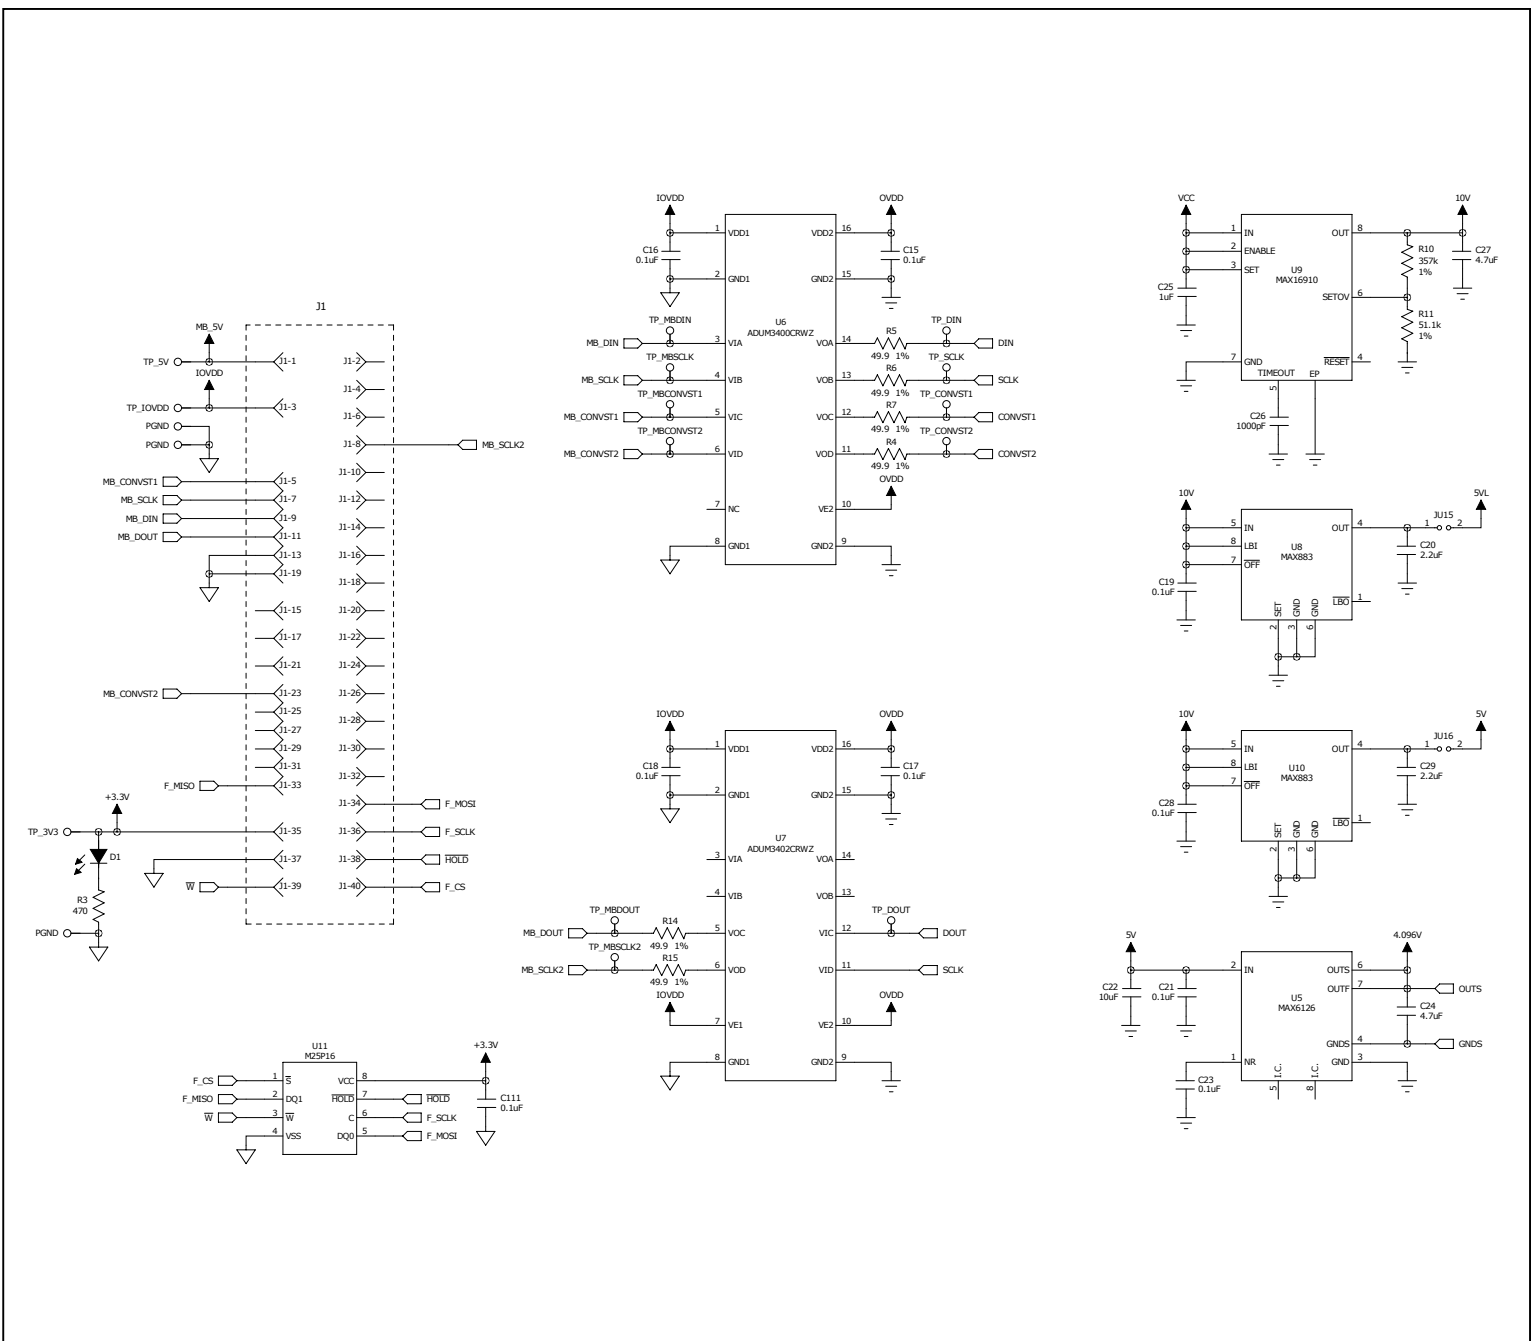 J1
MB_5V
TP_5V
IOVDD
TP_IOVDD
PGND
PGND
MB_CONVST1
MB_SCLK
MB_DIN
MB_DOUT
MB_CONVST2
F_MISO
+3.3V
TP_3V3
D1
R3
470
PGND
W
J1-1
J1-3
J1-5
J1-7
J1-9
J1-11
J1-13
J1-19
J1-15
J1-17
J1-21
J1-23
J1-25
J1-27
J1-29
J1-31
J1-33
J1-35
J1-37
J1-39
J1-2
J1-4
J1-6
J1-8
J1-10
J1-12
J1-14
J1-16
J1-18
J1-20
J1-22
J1-24
J1-26
J1-28
J1-30
J1-32
J1-34
J1-36
J1-38
J1-40
MB_SCLK2
F_MOSI
F_SCLK
HOLD
F_CS
U11
M25P16
F_CS 1 S
F_MISO 2 DQ1
W 3 W
4 VSS
VCC 8
HOLD 7 HOLD
C 6 F_SCLK
DQ0 5 F_MOSI
+3.3V
C111
0.1uF
IOVDD
OVDD
C16
0.1uF
C15
0.1uF
U6
ADUM3400CRWZ
1 VDD1
2 GND1
TP_MBDIN
MB_DIN 3 VIA
TP_MBSCLK
MB_SCLK 4 VIB
TP_MBCONVST1
MB_CONVST1 5 VIC
TP_MBCONVST2
MB_CONVST2 6 VID
7 NC
8 GND1
VDD2 16
GND2 15
R5 TP_DIN
VOA 14 DIN
49.9 1%
R6 TP_SCLK
VOB 13 SCLK
49.9 1%
R7 TP_CONVST1
VOC 12 CONVST1
49.9 1%
R4 TP_CONVST2
VOD 11 CONVST2
49.9 1%
OVDD
VE2 10
GND2 9
IOVDD
OVDD
C18
0.1uF
C17
0.1uF
U7
ADUM3402CRWZ
1 VDD1
2 GND1
3 VIA
4 VIB
TP_MBDOUT R14
MB_DOUT 5 VOC
49.9 1%
TP_MBSCLK2 R15
MB_SCLK2 6 VOD
49.9 1%
IOVDD
7 VE1
8 GND1
VDD2 16
GND2 15
VOA 14
VOB 13
TP_DOUT
VIC 12 DOUT
VID 11 SCLK
OVDD
VE2 10
GND2 9
VCC
10V
1 IN
2 ENABLE
3 SET
U9
MAX16910
C25
1uF
7 GND
OUT 8
SETOV 6
RESET 4
TIMEOUT EP
5
C26
1000pF
R10
357k
1%
R11
51.1k
1%
C27
4.7uF
10V
5VL
5 IN
8 LBI
7 OFF
U8
MAX883
C19
0.1uF
OUT 4
LBO 1
SET GND GND
2 3 6
JU15
1 2
C20
2.2uF
10V
5V
5 IN
8 LBI
7 OFF
U10
MAX883
C28
0.1uF
OUT 4
LBO 1
SET GND GND
2 3 6
JU16
1 2
C29
2.2uF
5V
4.096V
C22
10uF
C21
0.1uF
C23
0.1uF
U5
MAX6126
2 IN
1 NR
OUTS 6
OUTF 7 OUTS
C24
4.7uF
GNDS 4 GNDS
GND 3
I.C. I.C.
5 8